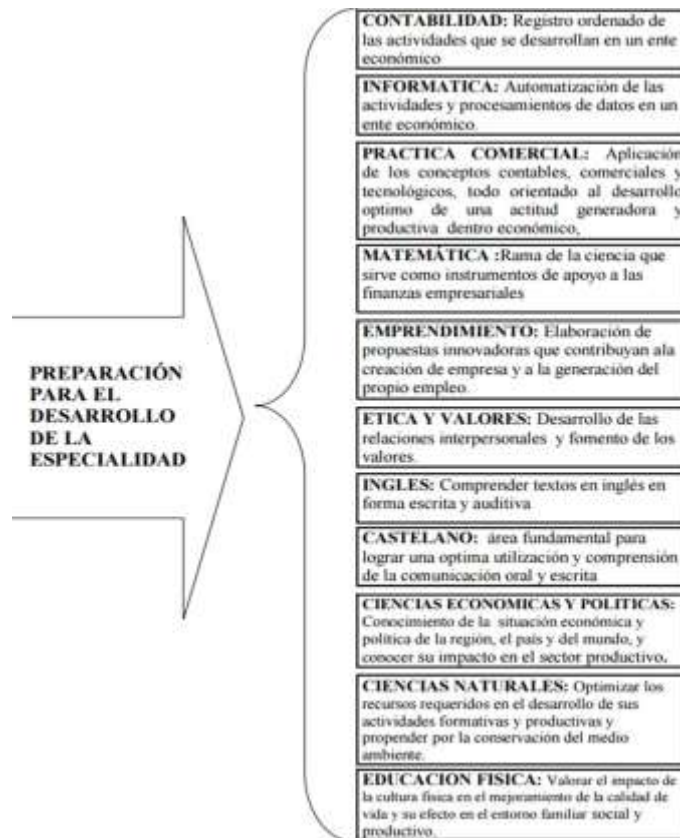 PREPARACIÓN
PARA EL
DESARROLLO
DE LA
ESPECIALIDAD
CONTABILIDAD: Registro ordenado de
las actividades que se desarrollan en un ente
económico
INFORMATICA: Automatización de las
actividades y procesamientos de datos en un
ente económico.
PRACTICA COMERCIAL: Aplicación
de los conceptos contables, comerciales y
tecnológicos, todo orientado al desarrollo
optimo de una actitud generadora y
productiva dentro económico,
MATEMÁTICA :Rama de la ciencia que
sirve como instrumentos de apoyo a las
finanzas empresariales
EMPRENDIMIENTO: Elaboración de
propuestas innovadoras que contribuyan ala
creación de empresa y a la generación del
propio empleo.
ETICA Y VALORES: Desarrollo de las
relaciones interpersonales y fomento de los
valores.
INGLES: Comprender textos en inglés en
forma escrita y auditiva
CASTELANO: área fundamental para
lograr una optima utilización y comprensión
de la comunicación oral y escrita
CIENCIAS ECONOMICAS Y POLITICAS:
Conocimiento de la situación económica y
política de la región, el país y del mundo, y
conocer su impacto en el sector productivo.
CIENCIAS NATURALES: Optimizar los
recursos requeridos en el desarrollo de sus
actividades formativas y productivas y
propender por la conservación del medio
ambiente.
EDUCACION FISICA: Valorar el impacto de
la cultura física en el mejoramiento de la calidad de
vida y su efecto en el entorno familiar social y
productivo.